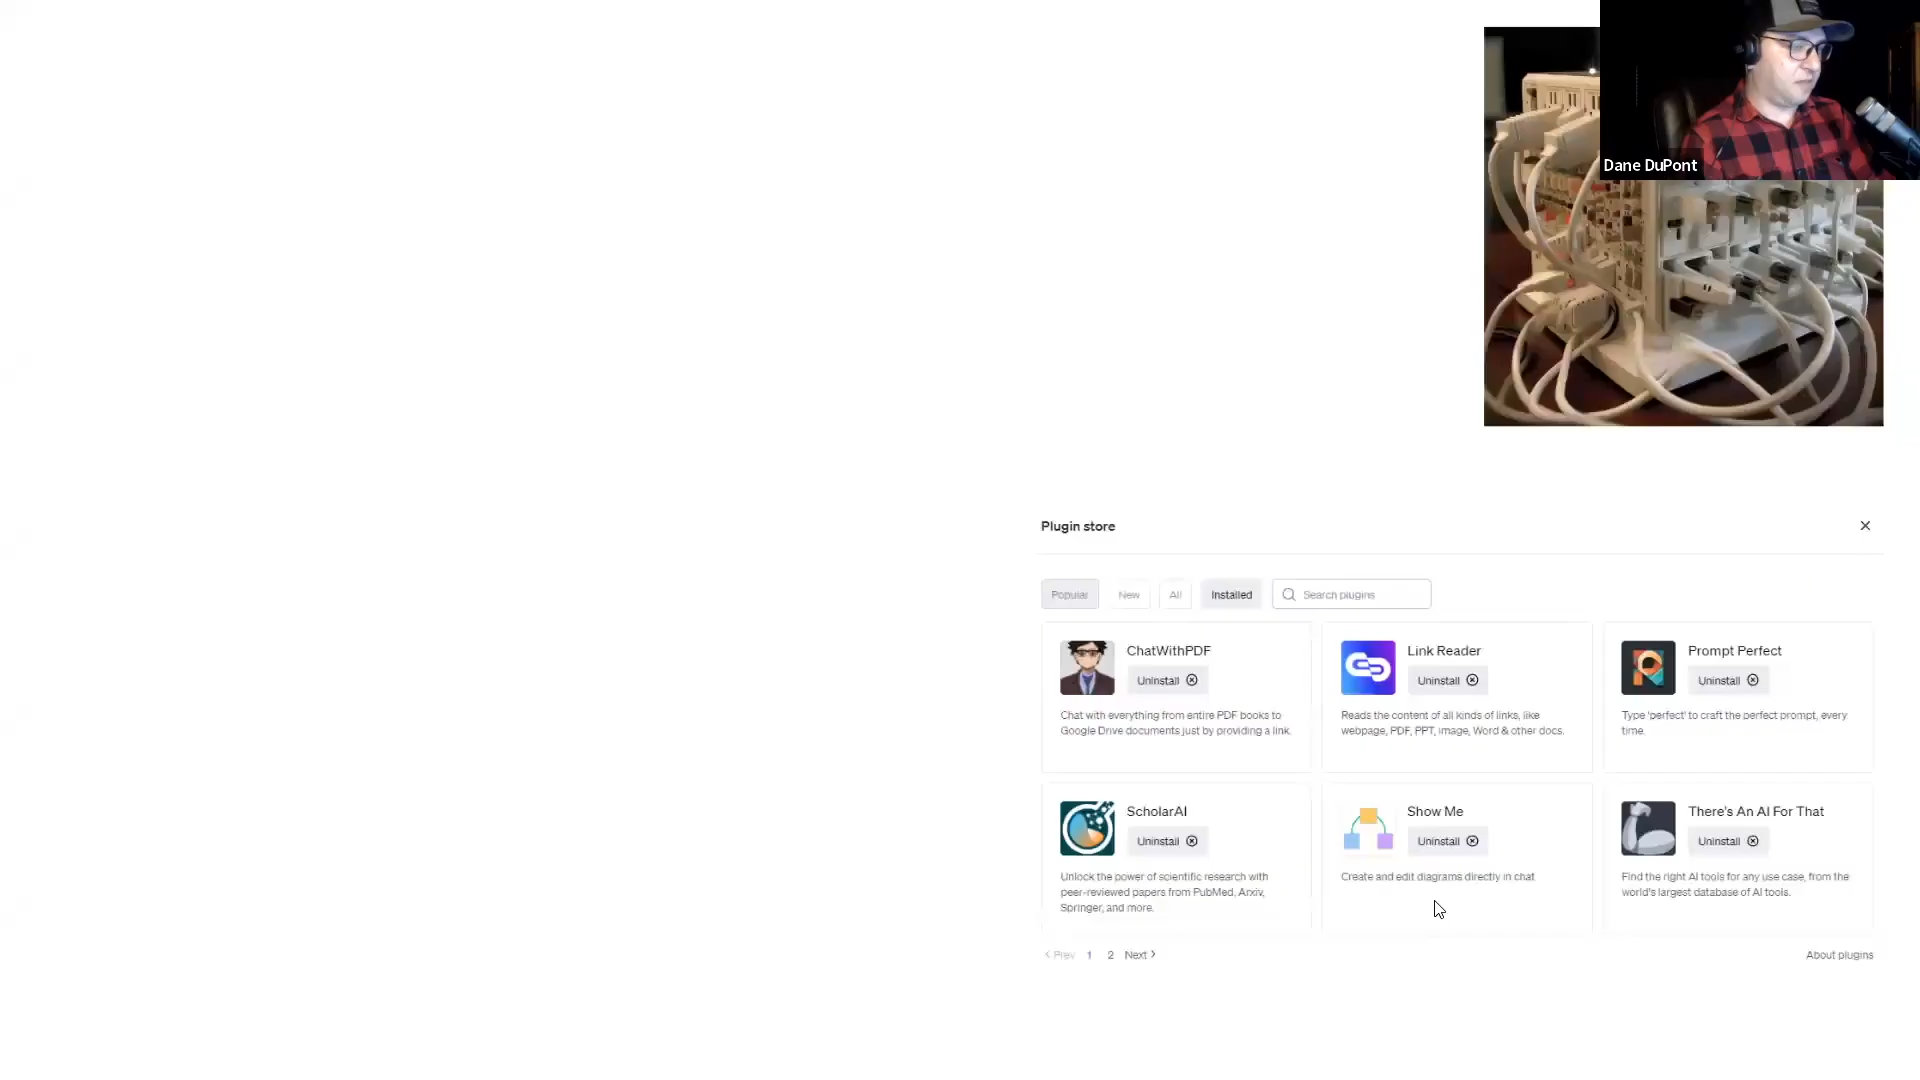 Dane DuPont
Plugin store
Popular New All Installed Search plugins
ChatWithPDF
Uninstall
Chat with everything from entire PDF books to
Google Drive documents just by providing a link.
Link Reader
Uninstall
Reads the content of all kinds of links, like
webpage, PDF, PPT, image, Word & other docs.
Prompt Perfect
Uninstall
Type 'perfect' to craft the perfect prompt, every
time.
ScholarAI
Uninstall
Unlock the power of scientific research with
peer-reviewed papers from PubMed, Arxiv,
Springer, and more.
Show Me
Uninstall
Create and edit diagrams directly in chat
There's An AI For That
Uninstall
Find the right AI tools for any use case, from the
world's largest database of AI tools.
Prev 1 2 Next
About plugins